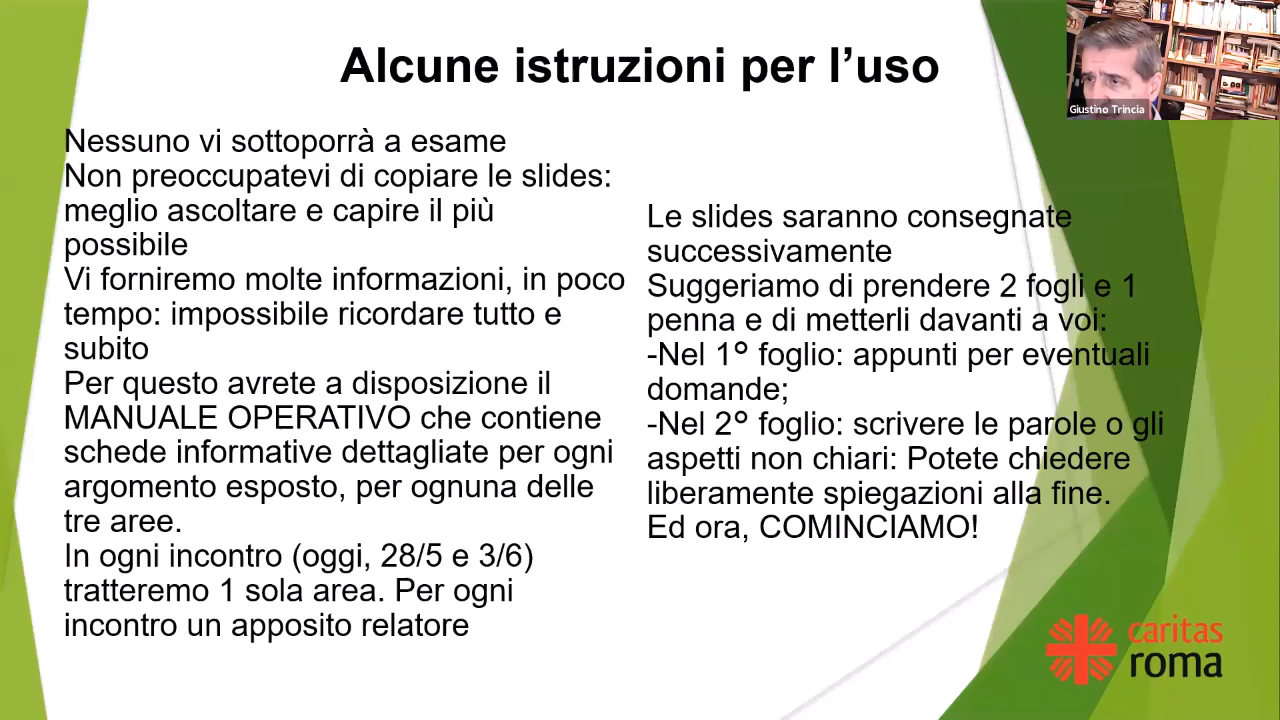 Alcune istruzioni per l’uso
Nessuno vi sottoporrà a esame
Non preoccupatevi di copiare le slides:
meglio ascoltare e capire il più
possibile
Vi forniremo molte informazioni, in poco
tempo: impossibile ricordare tutto e
subito
Per questo avrete a disposizione il
MANUALE OPERATIVO che contiene
schede informative dettagliate per ogni
argomento esposto, per ognuna delle
tre aree.
In ogni incontro (oggi, 28/5 e 3/6)
tratteremo 1 sola area. Per ogni
incontro un apposito relatore
Le slides saranno consegnate
successivamente
Suggeriamo di prendere 2 fogli e 1
penna e di metterli davanti a voi:
-Nel 1° foglio: appunti per eventuali
domande;
-Nel 2° foglio: scrivere le parole o gli
aspetti non chiari: Potete chiedere
liberamente spiegazioni alla fine.
Ed ora, COMINCIAMO!
Giustino Trincia
caritas
roma